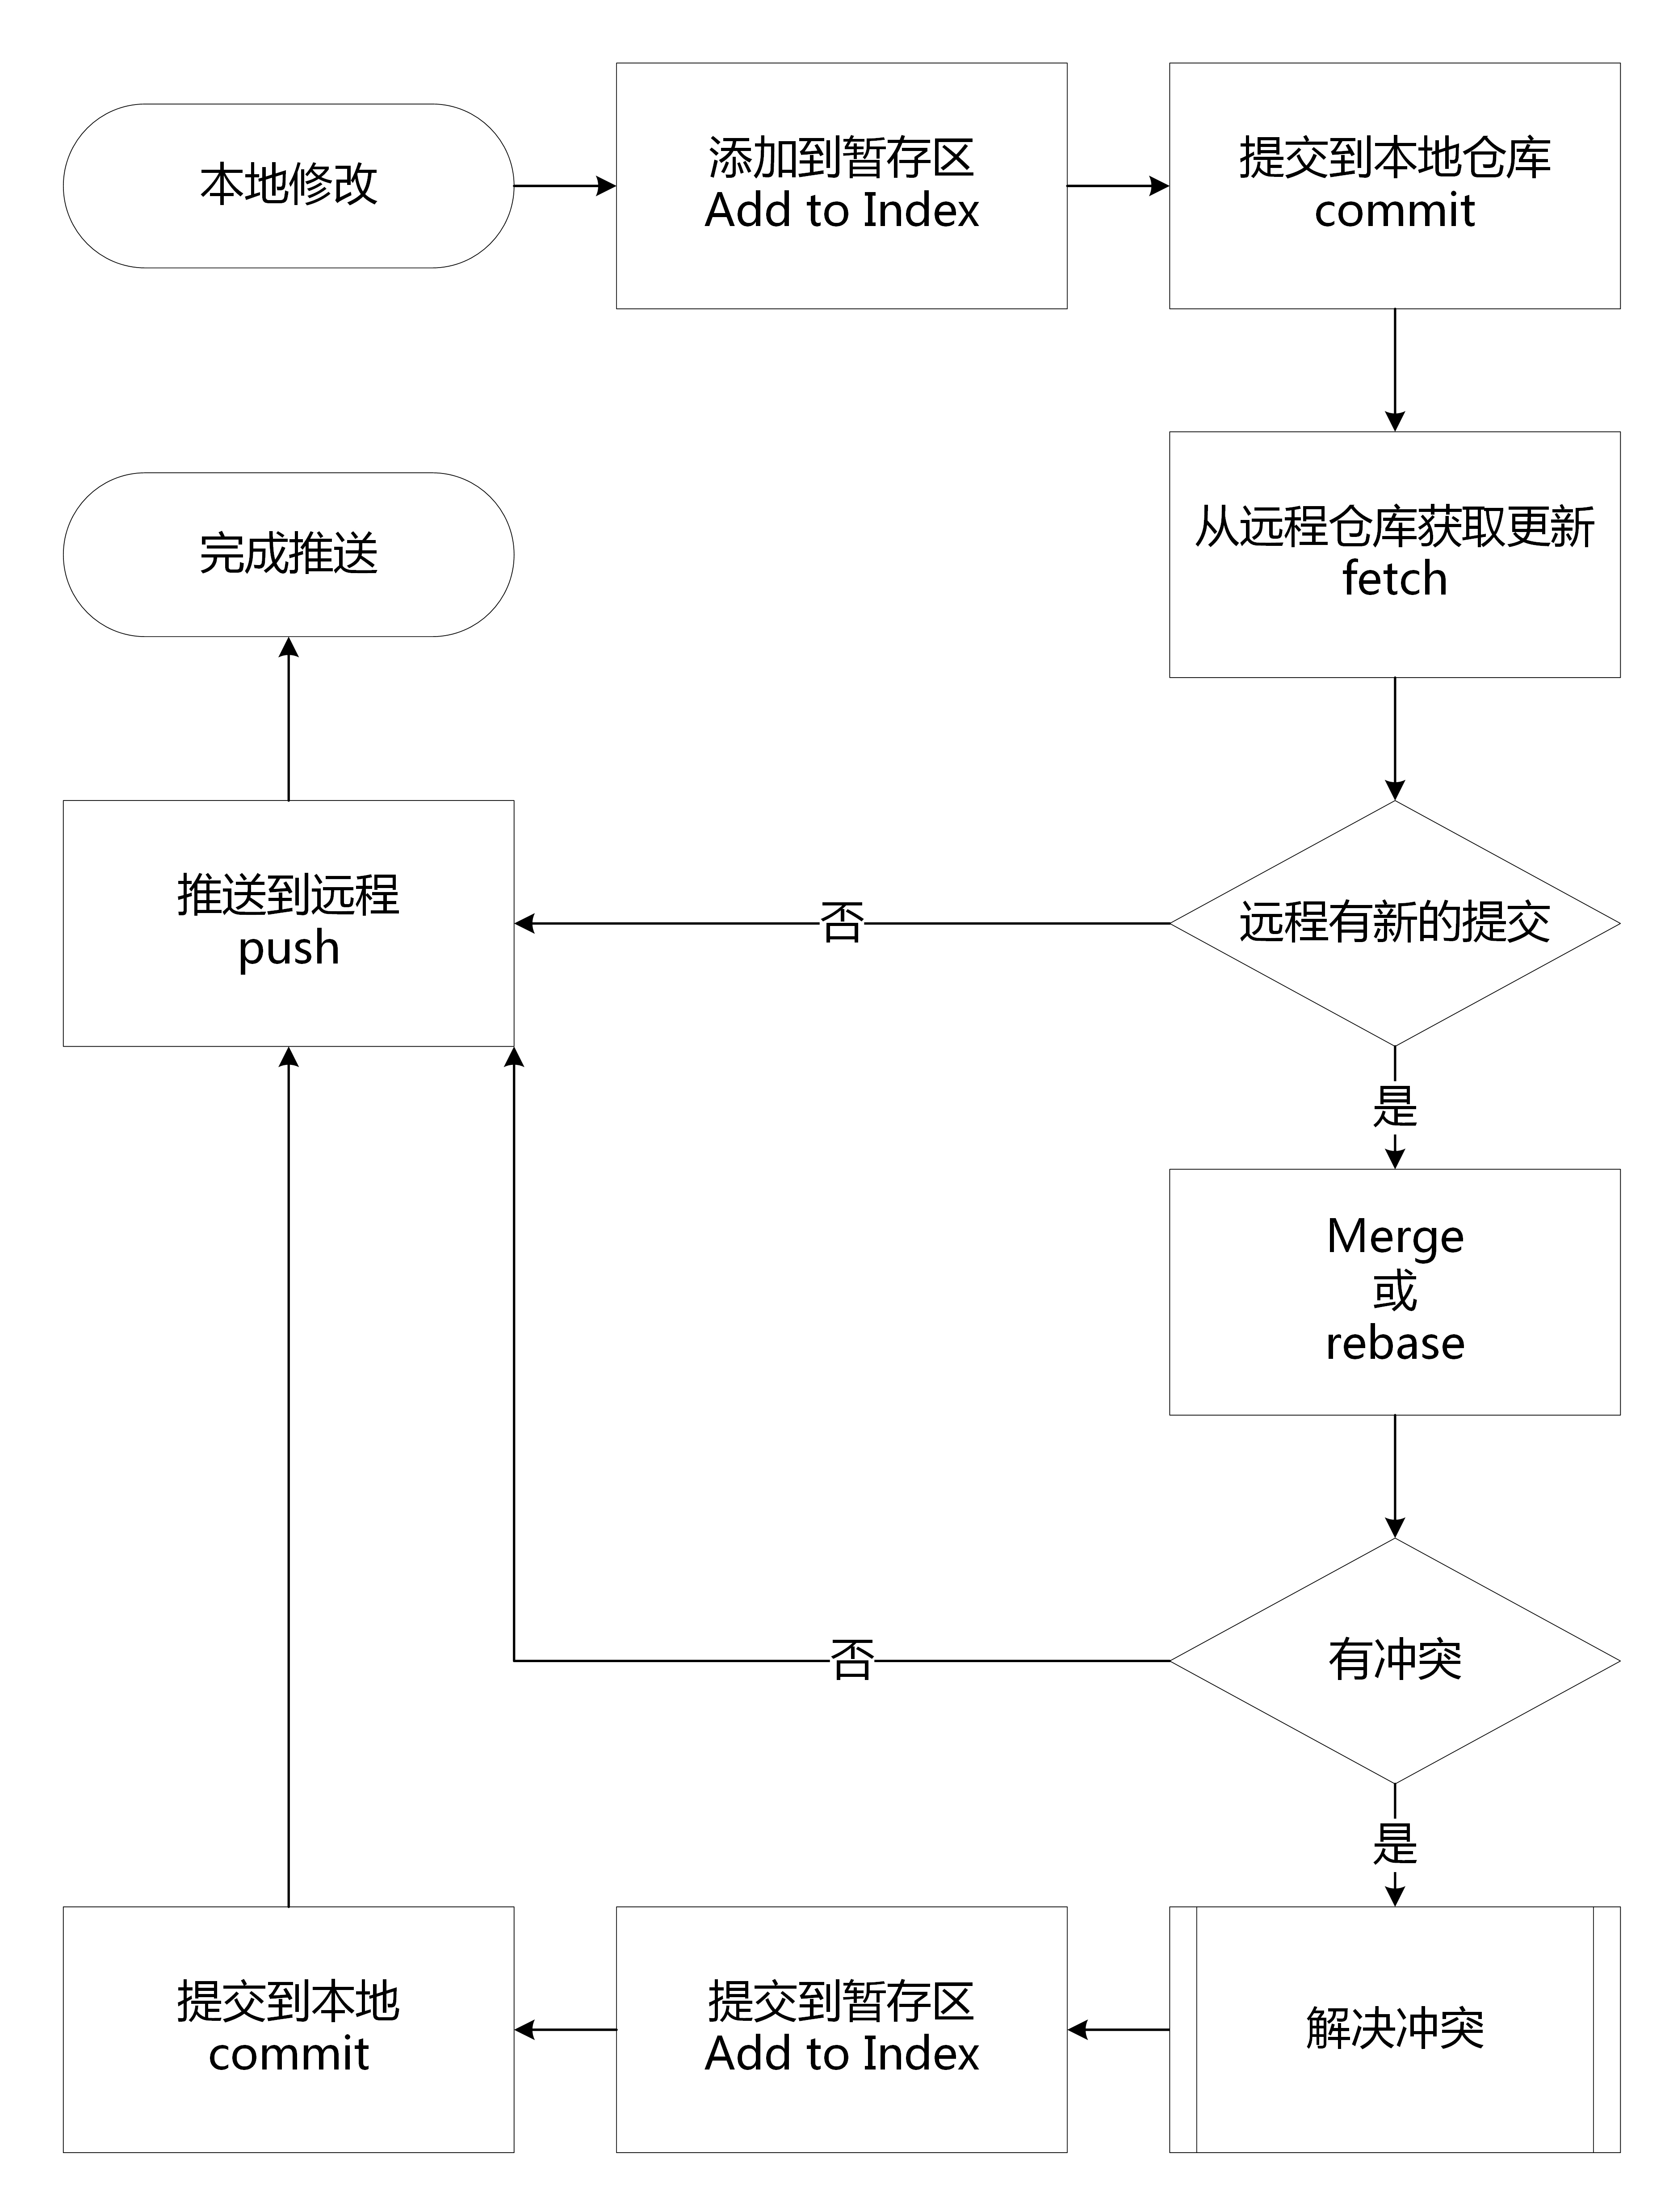 本地修改
添加到暂存区
Add to Index
提交到本地仓库
commit
从远程仓库获取更新
fetch
完成推送
推送到远程
push
否
远程有新的提交
是
Merge
或
rebase
否
有冲突
是
提交到本地
commit
提交到暂存区
Add to Index
解决冲突